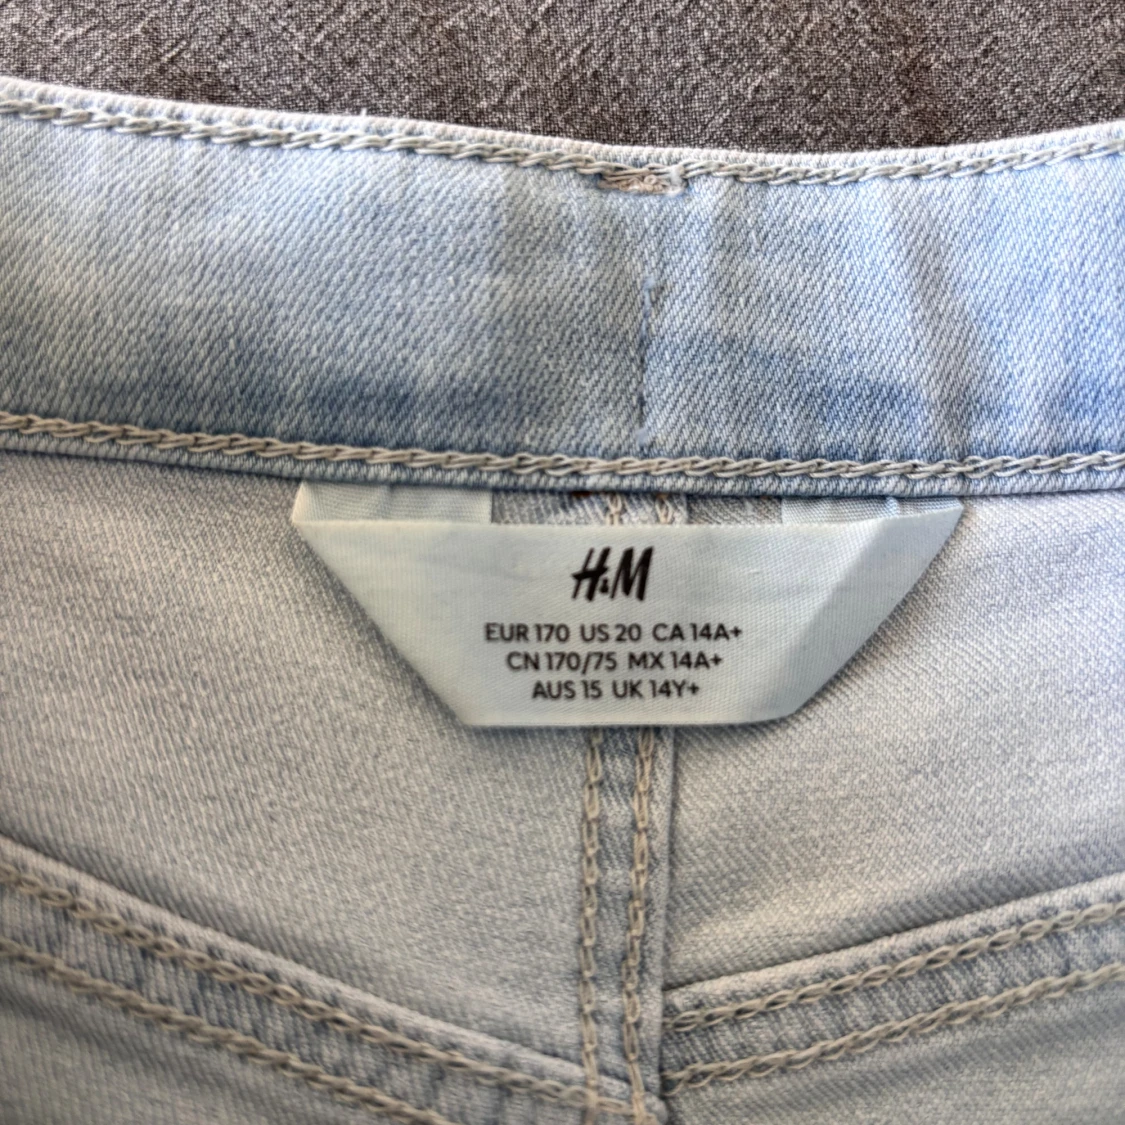 H&M
EUR 170 US 20 CA 14A+
CN 170/75 MX 14A+
AUS 15 UK 14Y+